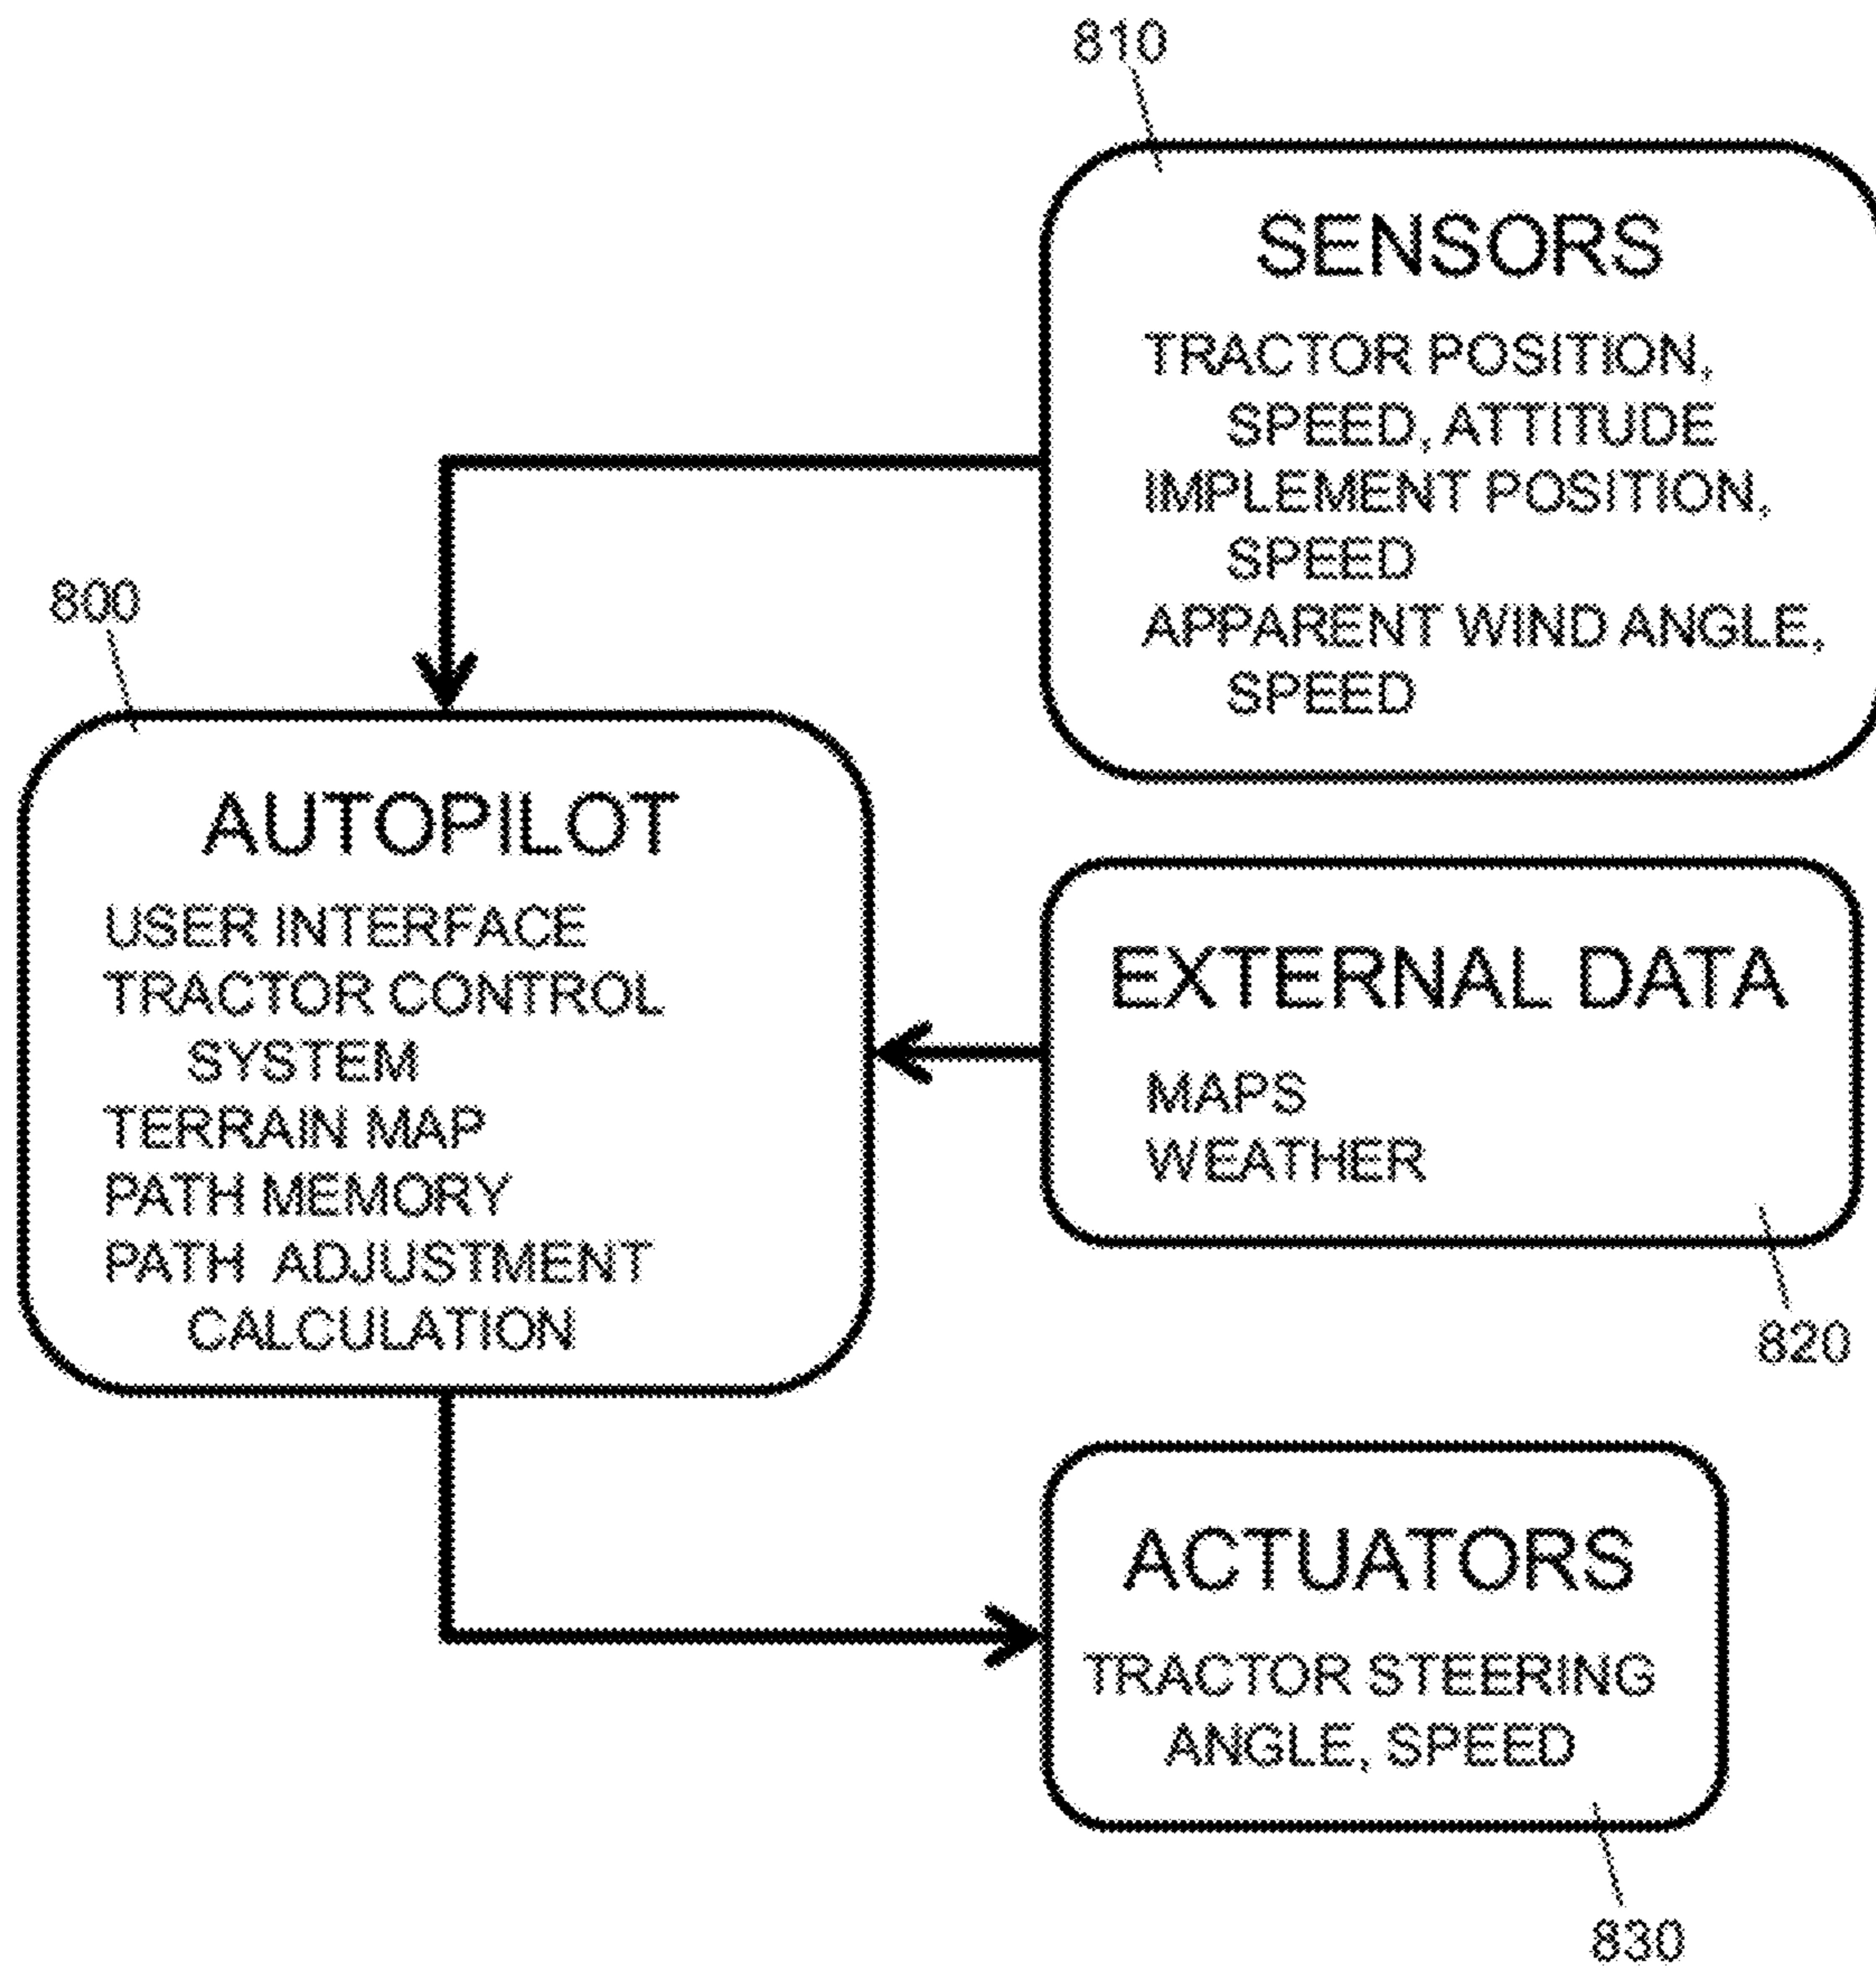 810
SENSORS
TRACTOR POSITION,
SPEED, ATTITUDE
IMPLEMENT POSITION,
SPEED
APPARENT WIND ANGLE,
SPEED
800
AUTOPILOT
USER INTERFACE
TRACTOR CONTROL
SYSTEM
TERRAIN MAP
PATH MEMORY
PATH ADJUSTMENT
CALCULATION
EXTERNAL DATA
MAPS
WEATHER
820
ACTUATORS
TRACTOR STEERING
ANGLE, SPEED
830